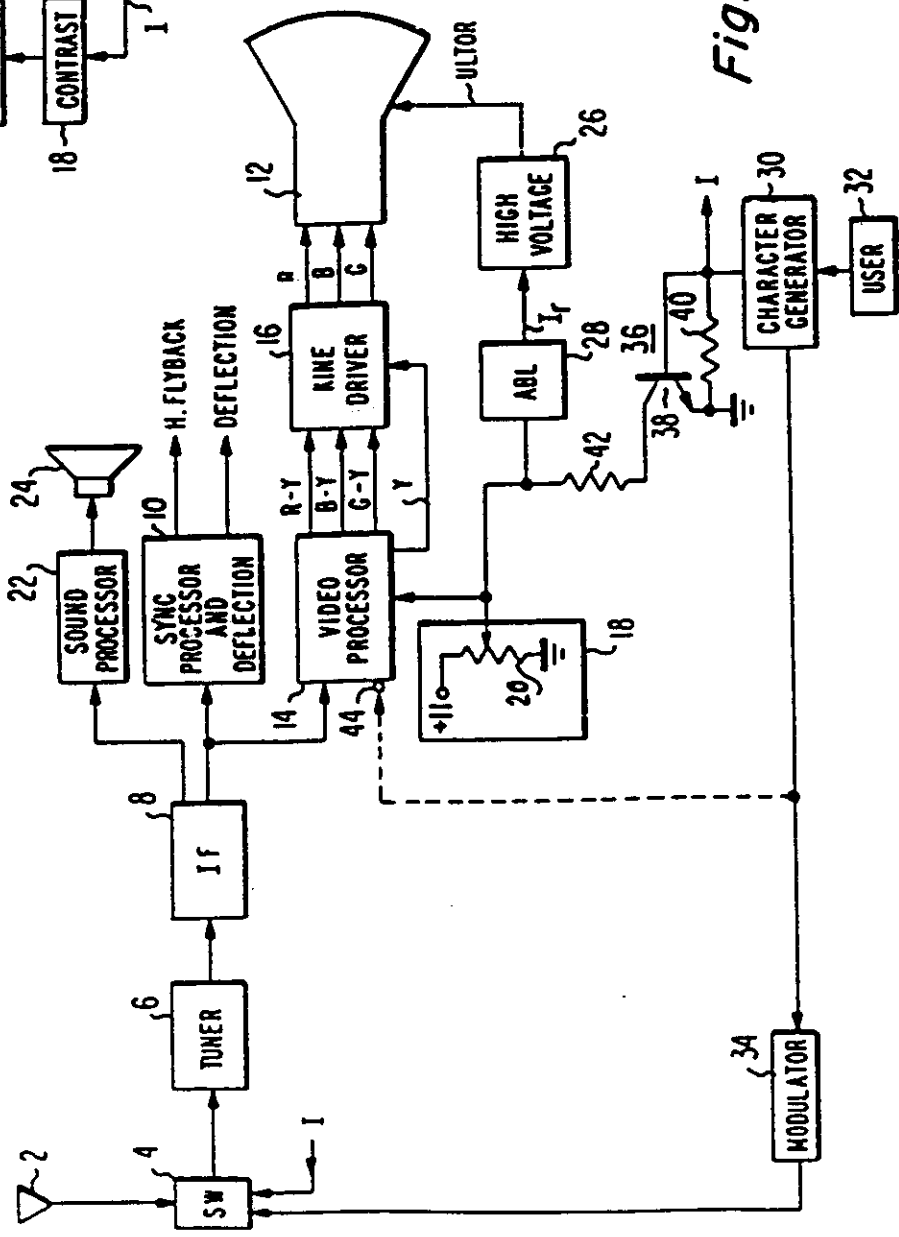 CONTRAST
18
I
Fig
2
4
SW
I
6
TUNER
8
IF
22
SOUND
PROCESSOR
24
10
SYNC
PROCESSOR
AND
DEFLECTION
H. FLYBACK
DEFLECTION
14
VIDEO
PROCESSOR
44
R-Y
B-Y
G-Y
Y
16
KINE
DRIVER
R
B
G
12
ULTOR
26
HIGH
VOLTAGE
Ir
28
ABL
+11
20
18
42
36
38
40
I
30
CHARACTER
GENERATOR
32
USER
34
MODULATOR